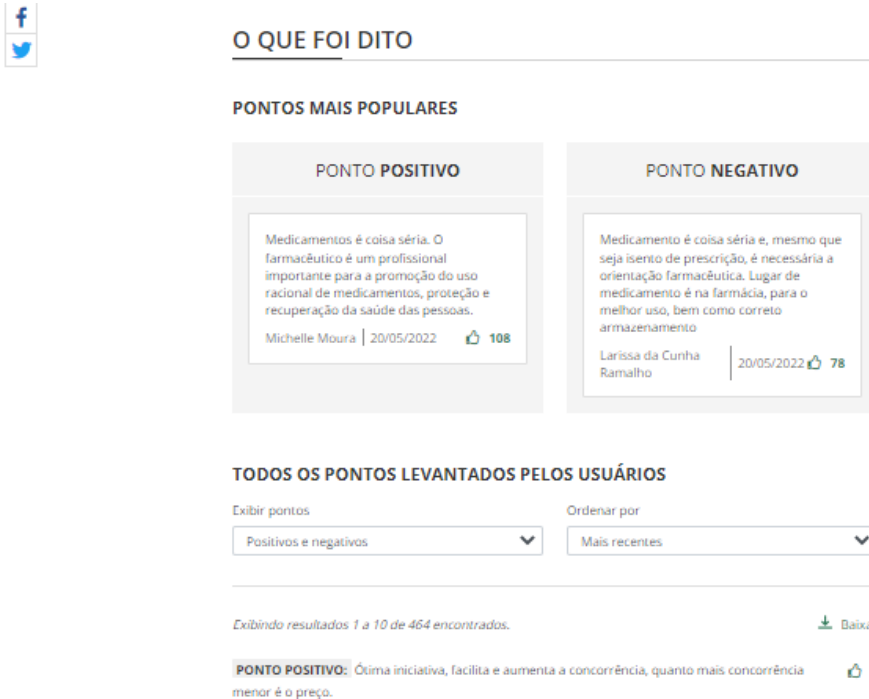 O QUE FOI DITO
PONTOS MAIS POPULARES
PONTO POSITIVO
Medicamentos é coisa séria. O
farmacêutico é um profissional
importante para a promoção do uso
racional de medicamentos, proteção e
recuperação da saúde das pessoas.
Michelle Moura | 20/05/2022 108
PONTO NEGATIVO
Medicamento é coisa séria e, mesmo que
seja isento de prescrição, é necessária a
orientação farmacêutica. Lugar de
medicamento é na farmácia, para o
melhor uso, bem como correto
armazenamento
Larissa da Cunha
Ramalho | 20/05/2022 78
TODOS OS PONTOS LEVANTADOS PELOS USUÁRIOS
Exibir pontos
Positivos e negativos
Ordenar por
Mais recentes
Exibindo resultados 1 a 10 de 464 encontrados.
Baixa
PONTO POSITIVO: Ótima iniciativa, facilita e aumenta a concorrência, quanto mais concorrência
menor é o preço.